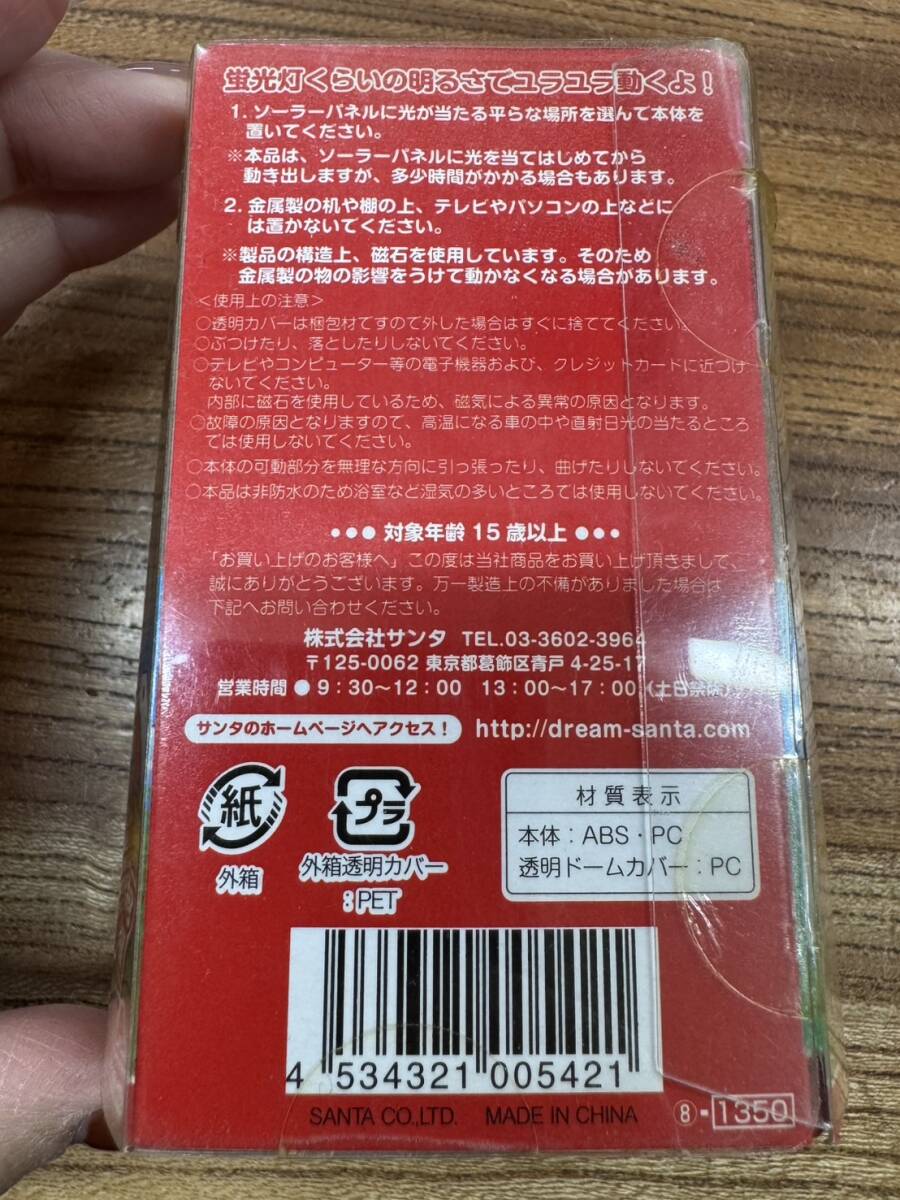 蛍光灯くらいの明るさでユラユラ動くよ！
1. ソーラーパネルに光が当たる平らな場所を選んで本体を
置いてください。
※本品は、ソーラーパネルに光を当てはじめてから
動き出しますが、多少時間がかかる場合もあります。
2. 金属製の机や棚の上、テレビやパソコンの上などに
は置かないでください。
※製品の構造上、磁石を使用しています。そのため
金属製の物の影響をうけて動かなくなる場合があります。
＜使用上の注意＞
○透明カバーは梱包材ですので外した場合はすぐに捨ててください。
○ぶつけたり、落としたりしないでください。
○テレビやコンピューター等の電子機器および、クレジットカードに近づけ
ないでください。
内部に磁石を使用しているため、磁気による異常の原因となります。
○故障の原因となりますので、高温になる車の中や直射日光の当たるところ
では使用しないでください。
○本体の可動部分を無理な方向に引っ張ったり、曲げたりしないでください。
○本品は非防水のため浴室など湿気の多いところでは使用しないでください。
●●● 対象年齢 15 歳以上 ●●●
「お買い上げのお客様へ」この度は当社商品をお買い上げ頂きまして、
誠にありがとうございます。万一製造上の不備がありました場合は
下記へお問い合わせください。
株式会社サンタ TEL.03-3602-3964
〒125-0062 東京都葛飾区青戸 4-25-17
営業時間 ● 9：30～12：00 13：00～17：00（土日祭除）
サンタのホームページへアクセス！ http://dream-santa.com
紙
外箱
プラ
外箱透明カバー
：PET
材質表示
本体：ABS・PC
透明ドームカバー：PC
4 534321 005421
SANTA CO.,LTD. MADE IN CHINA ⑧-1350